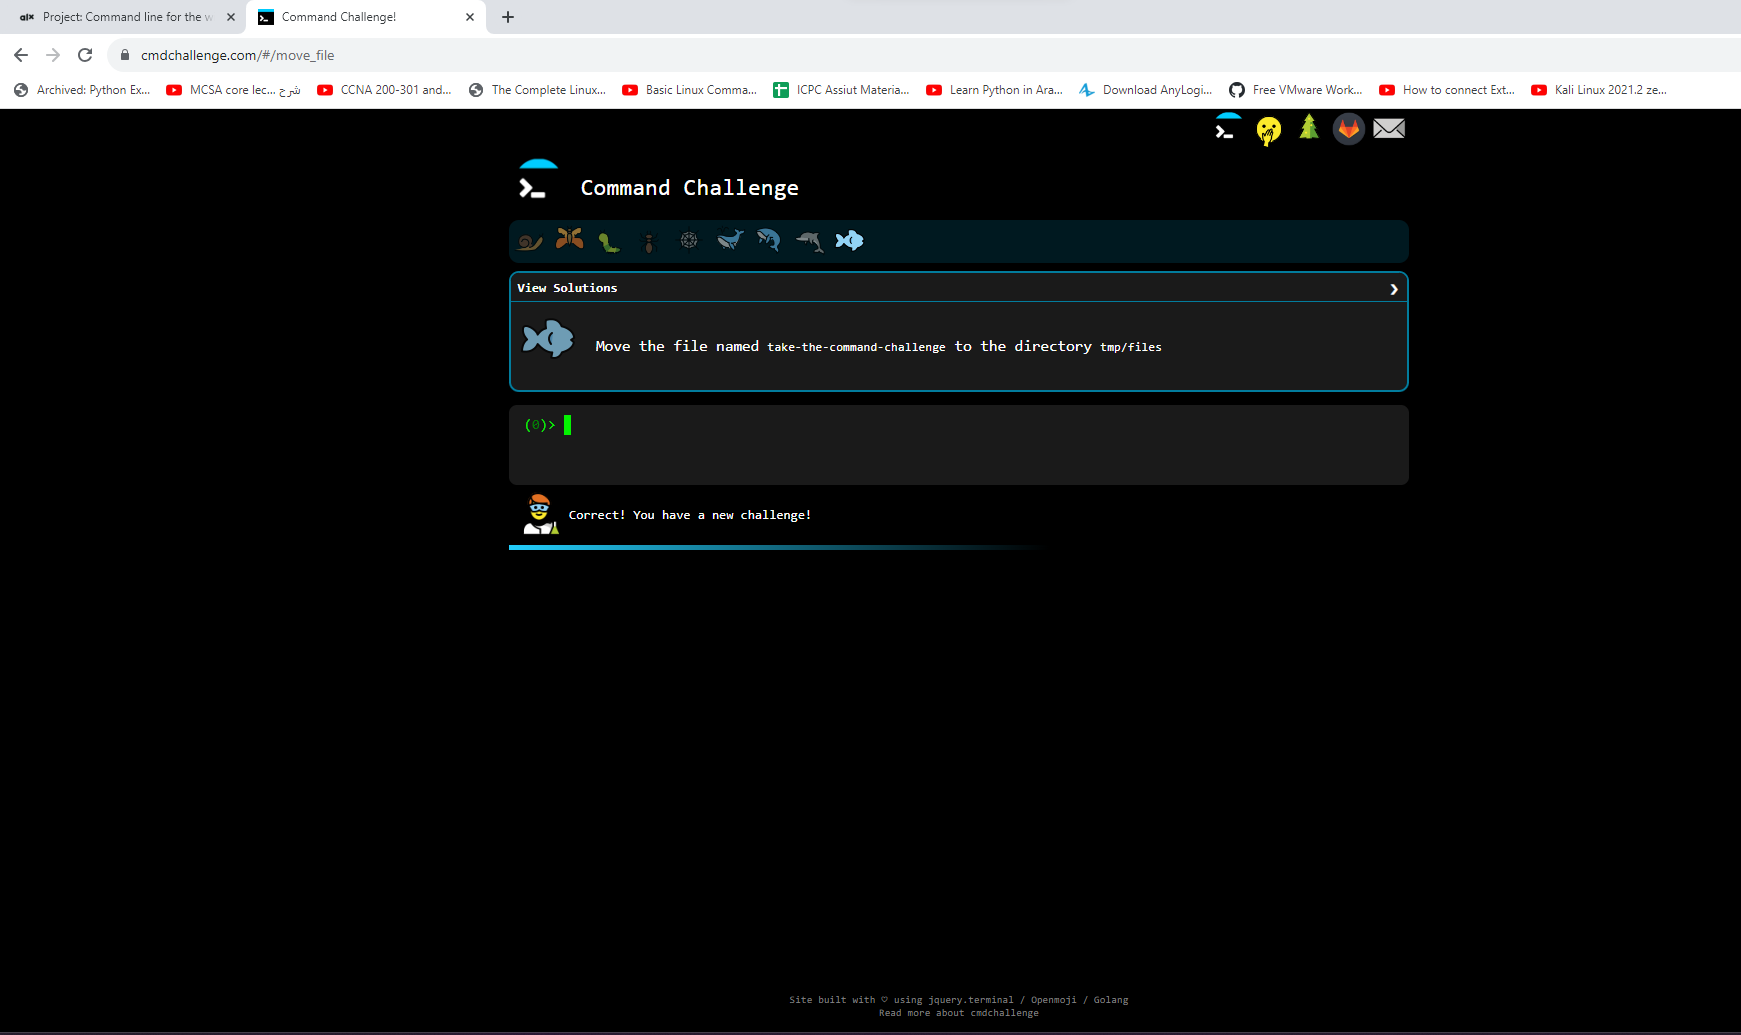 alx Project: Command line for the w
Command Challenge!
cmdchallenge.com/#/move_file
Archived: Python Ex... MCSA core lec... شرح CCNA 200-301 and... The Complete Linux... Basic Linux Comma... ICPC Assiut Materia... Learn Python in Ara... Download AnyLogi... Free VMware Work... How to connect Ext... Kali Linux 2021.2 ze...
Command Challenge
View Solutions
Move the file named take-the-command-challenge to the directory tmp/files
(0)>
Correct! You have a new challenge!
Site built with ♡ using jquery.terminal / Openmoji / Golang
Read more about cmdchallenge